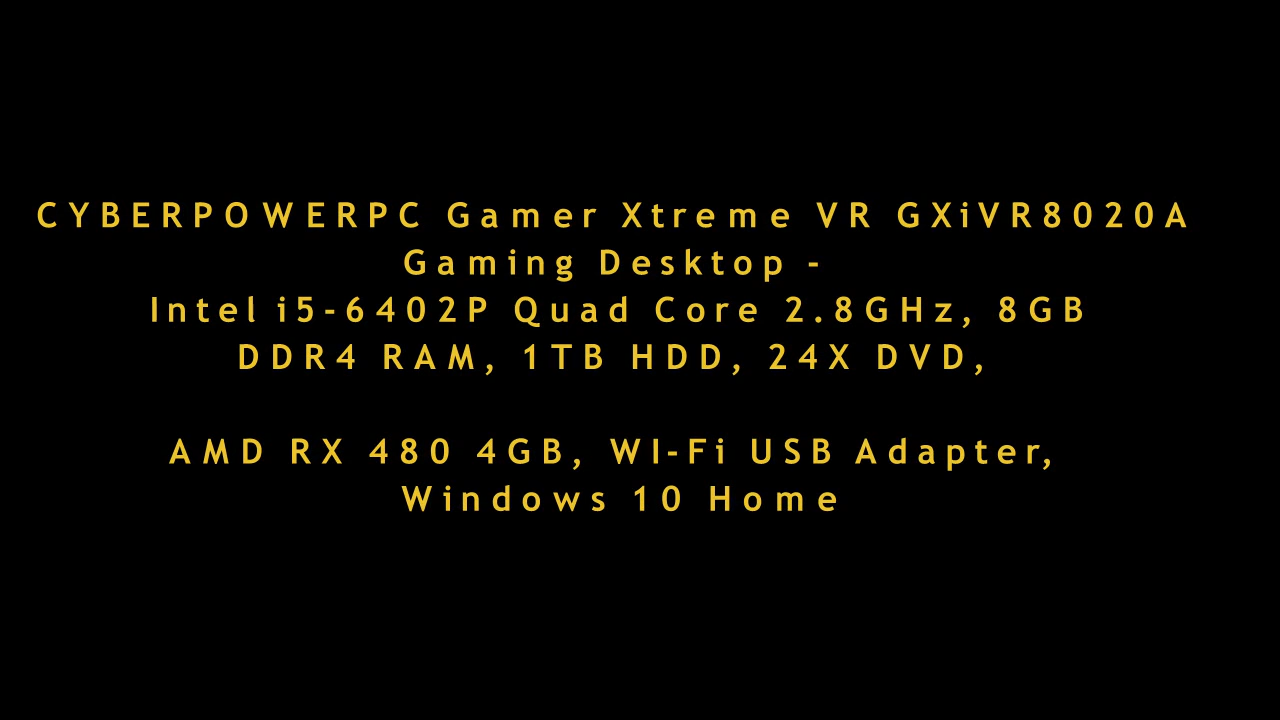 CYBERPOWERPC Gamer Xtreme VR GXiVR8020A
Gaming Desktop -
Intel i5-6402P Quad Core 2.8GHz, 8GB
DDR4 RAM, 1TB HDD, 24X DVD,
AMD RX 480 4GB, WI-Fi USB Adapter,
Windows 10 Home